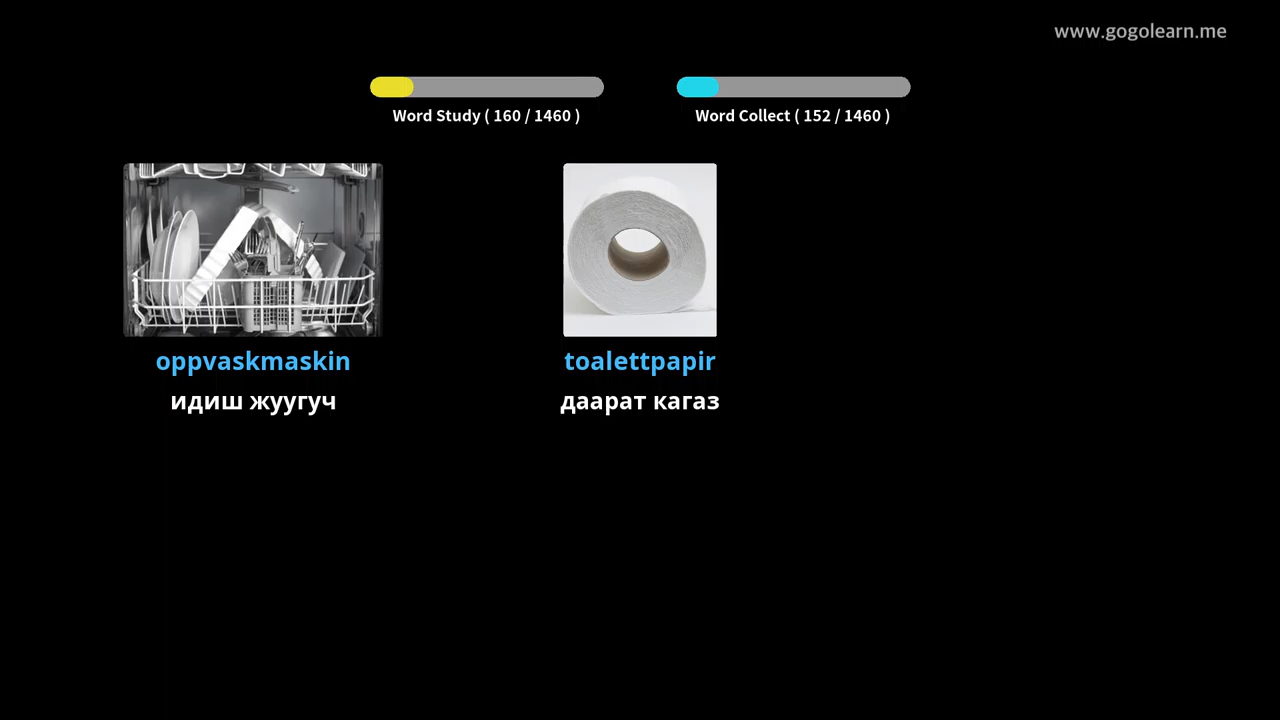 www.gogolearn.me
Word Study ( 160 / 1460 )
Word Collect ( 152 / 1460 )
oppvaskmaskin
идиш жуугуч
toalettpapir
даарат кагаз